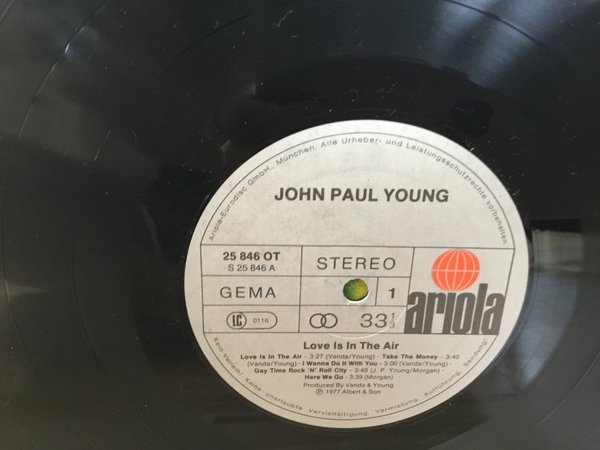 Ariola-Eurodisc GmbH., München. Alle Urheber- und Leistungsschutzrechte vorbehalten.
JOHN PAUL YOUNG
25 846 OT
S 25 846 A
STEREO
GEMA
1
LC 0116
33 1/3
ariola
Love Is In The Air
Love Is In The Air - 3:27 (Vanda/Young) · Take The Money - 3:40
(Vanda/Young) · I Wanna Do It With You - 3:00 (Vanda/Young)
Gay Time Rock 'N' Roll City - 3:49 (J. P. Young/Morgan)
Here We Go - 3:39 (Morgan)
Produced By Vanda & Young
℗ 1977 Albert & Son
Kein Verleih! Keine unerlaubte Vervielfältigung, Vermietung, Aufführung, Sendung!